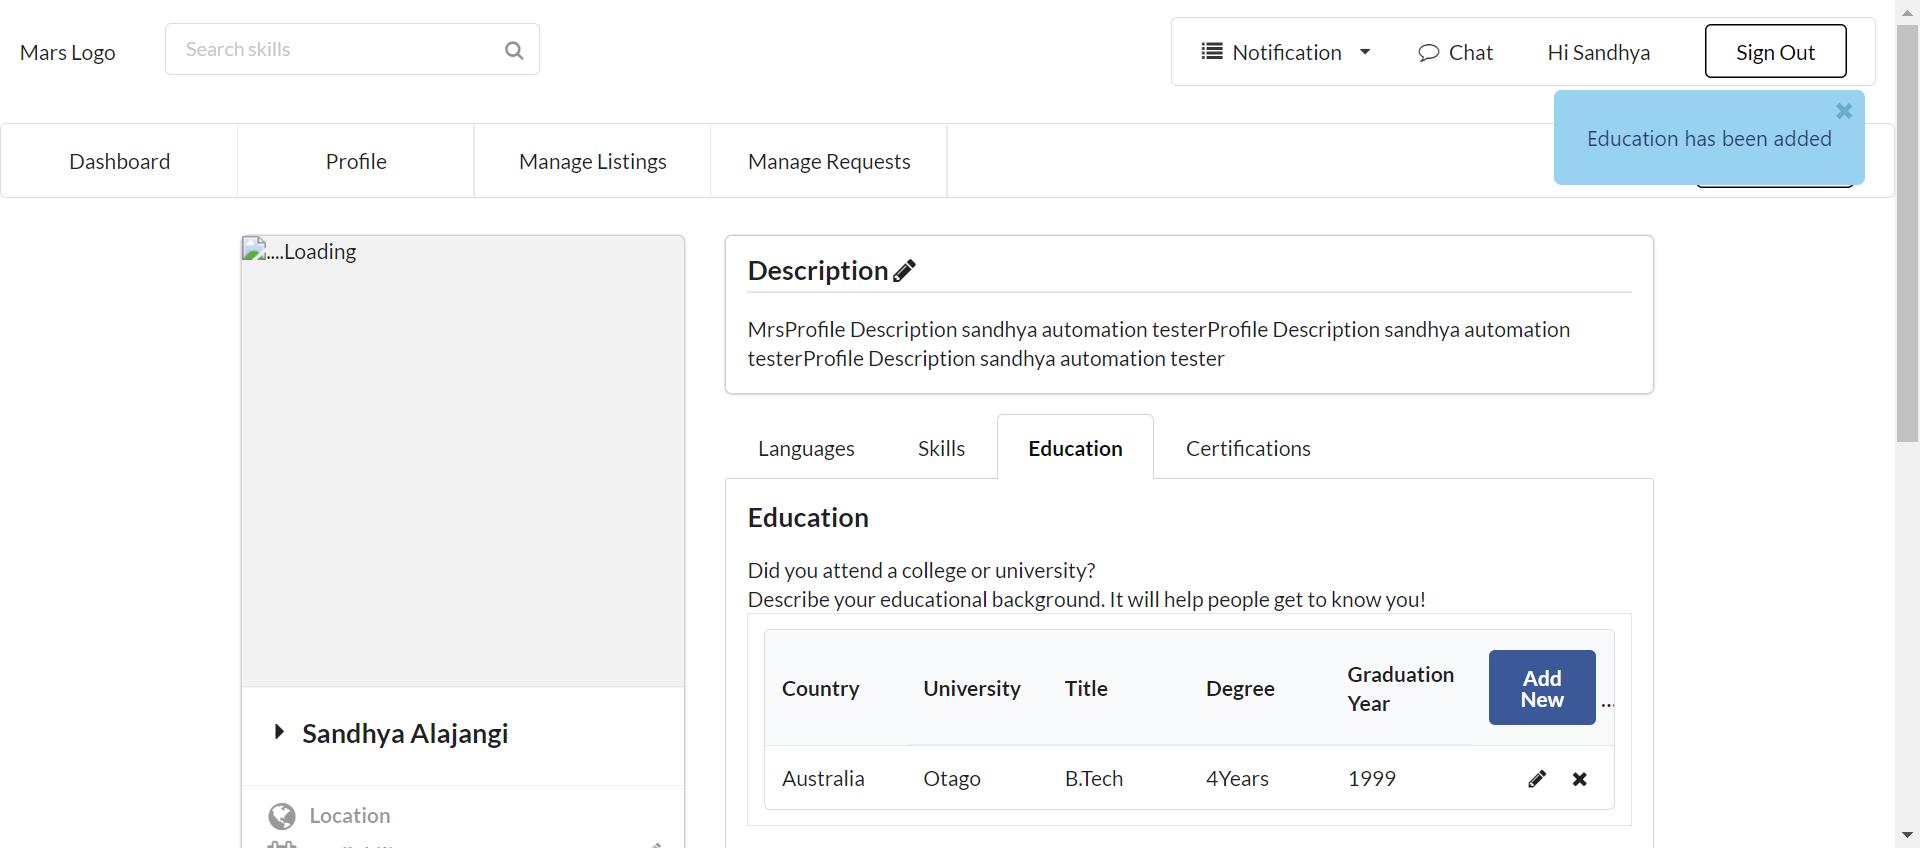 Mars Logo
Search skills
Notification
Chat
Hi Sandhya
Sign Out
Education has been added
Dashboard
Profile
Manage Listings
Manage Requests
....Loading
Description
MrsProfile Description sandhya automation testerProfile Description sandhya automation
testerProfile Description sandhya automation tester
Languages
Skills
Education
Certifications
Education
Did you attend a college or university?
Describe your educational background. It will help people get to know you!
Country
University
Title
Degree
Graduation
Year
Add
New
...
Australia
Otago
B.Tech
4Years
1999
Sandhya Alajangi
Location